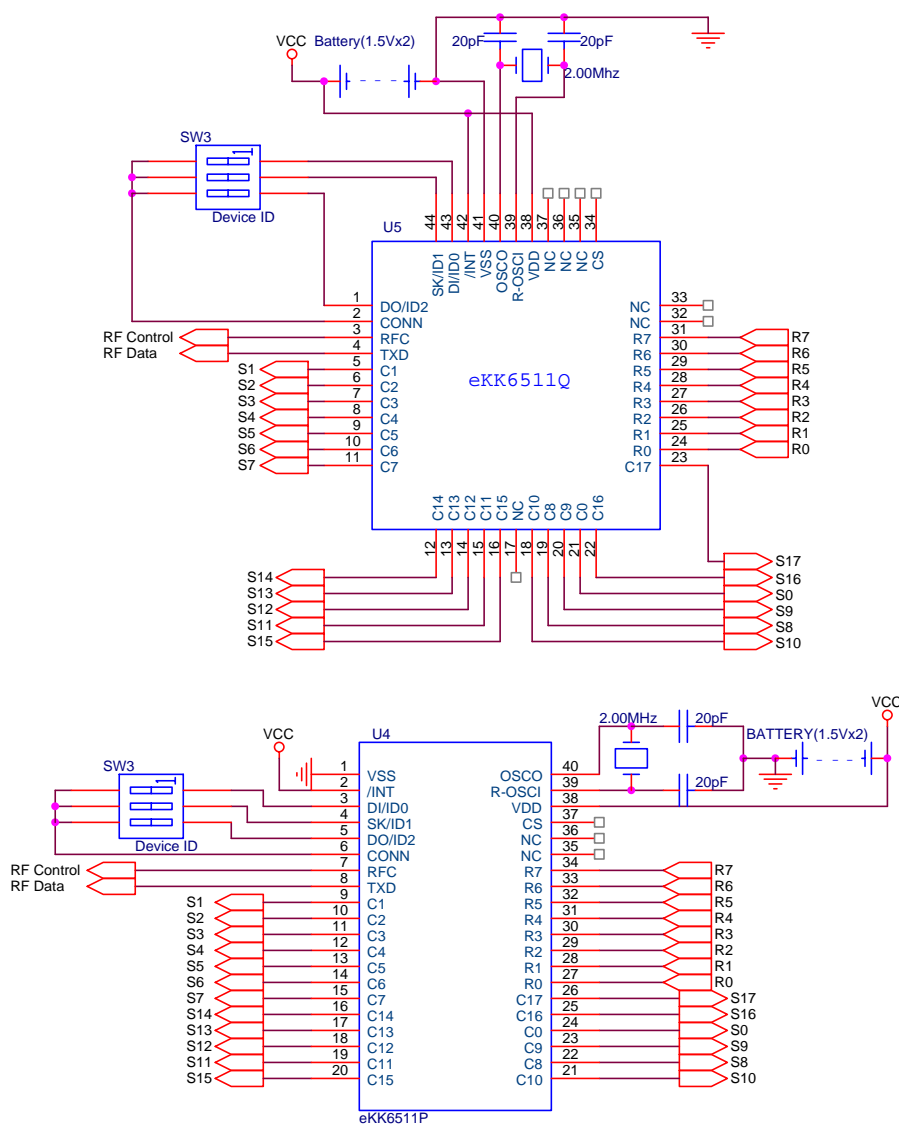 VCC
Battery(1.5Vx2)
20pF
20pF
2.00Mhz
SW3
Device ID
U5
44
43
42
41
40
39
38
37
36
35
34
SK/ID1
DI/ID0
/INT
VSS
OSCO
R-OSCI
VDD
NC
NC
NC
CS
1 DO/ID2
2 CONN
RF Control 3 RFC
RF Data 4 TXD
S1 5 C1
S2 6 C2
S3 7 C3
S4 8 C4
S5 9 C5
S6 10 C6
S7 11 C7
eKK6511Q
NC 33
NC 32
R7 31 R7
R6 30 R6
R5 29 R5
R4 28 R4
R3 27 R3
R2 26 R2
R1 25 R1
R0 24 R0
C17 23
C14
C13
C12
C11
C15
NC
C10
C8
C9
C0
C16
12
13
14
15
16
17
18
19
20
21
22
S14
S13
S12
S11
S15
S17
S16
S0
S9
S8
S10
VCC
U4
2.00MHz
20pF
20pF
BATTERY(1.5Vx2)
VCC
SW3
Device ID
1 VSS
2 /INT
3 DI/ID0
4 SK/ID1
5 DO/ID2
6 CONN
RF Control 7 RFC
RF Data 8 TXD
S1 9 C1
S2 10 C2
S3 11 C3
S4 12 C4
S5 13 C5
S6 14 C6
S7 15 C7
S14 16 C14
S13 17 C13
S12 18 C12
S11 19 C11
S15 20 C15
OSCO 40
R-OSCI 39
VDD 38
CS 37
NC 36
NC 35
R7 34 R7
R6 33 R6
R5 32 R5
R4 31 R4
R3 30 R3
R2 29 R2
R1 28 R1
R0 27 R0
C17 26 S17
C16 25 S16
C0 24 S0
C9 23 S9
C8 22 S8
C10 21 S10
eKK6511P